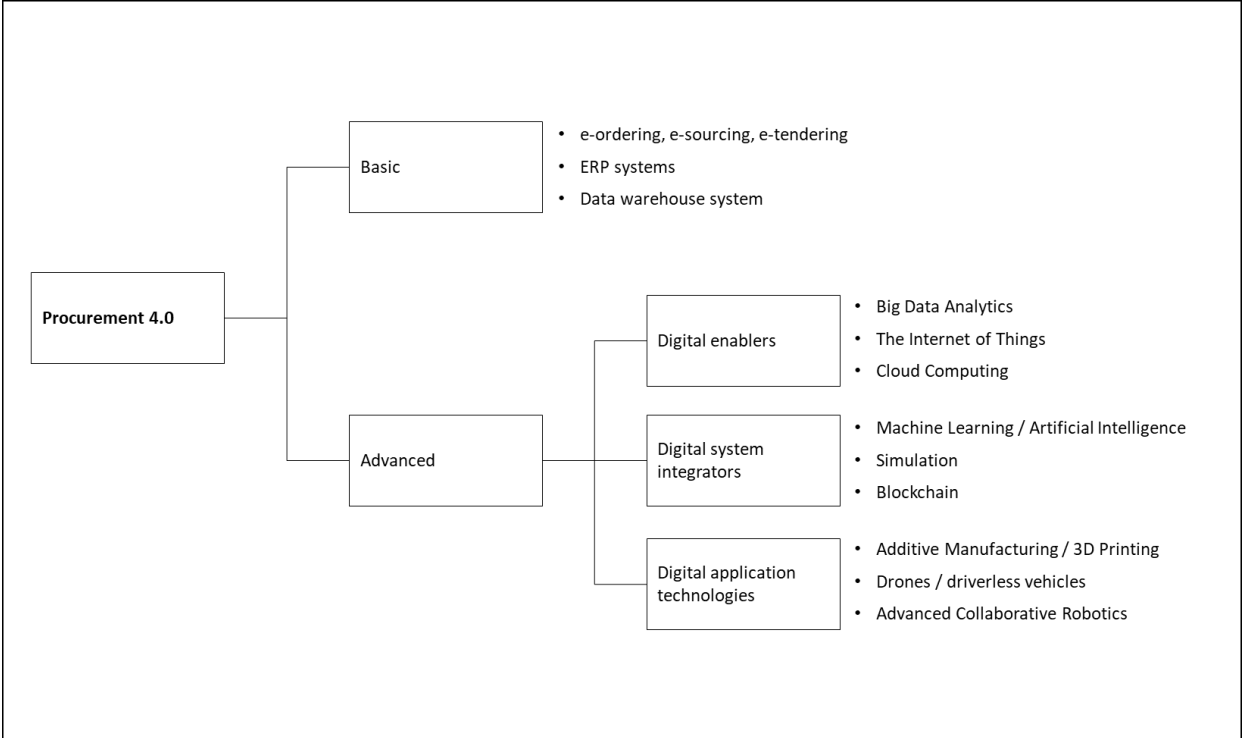 Procurement 4.0
Basic
• e-ordering, e-sourcing, e-tendering
• ERP systems
• Data warehouse system
Advanced
Digital enablers
• Big Data Analytics
• The Internet of Things
• Cloud Computing
Digital system
integrators
• Machine Learning / Artificial Intelligence
• Simulation
• Blockchain
Digital application
technologies
• Additive Manufacturing / 3D Printing
• Drones / driverless vehicles
• Advanced Collaborative Robotics